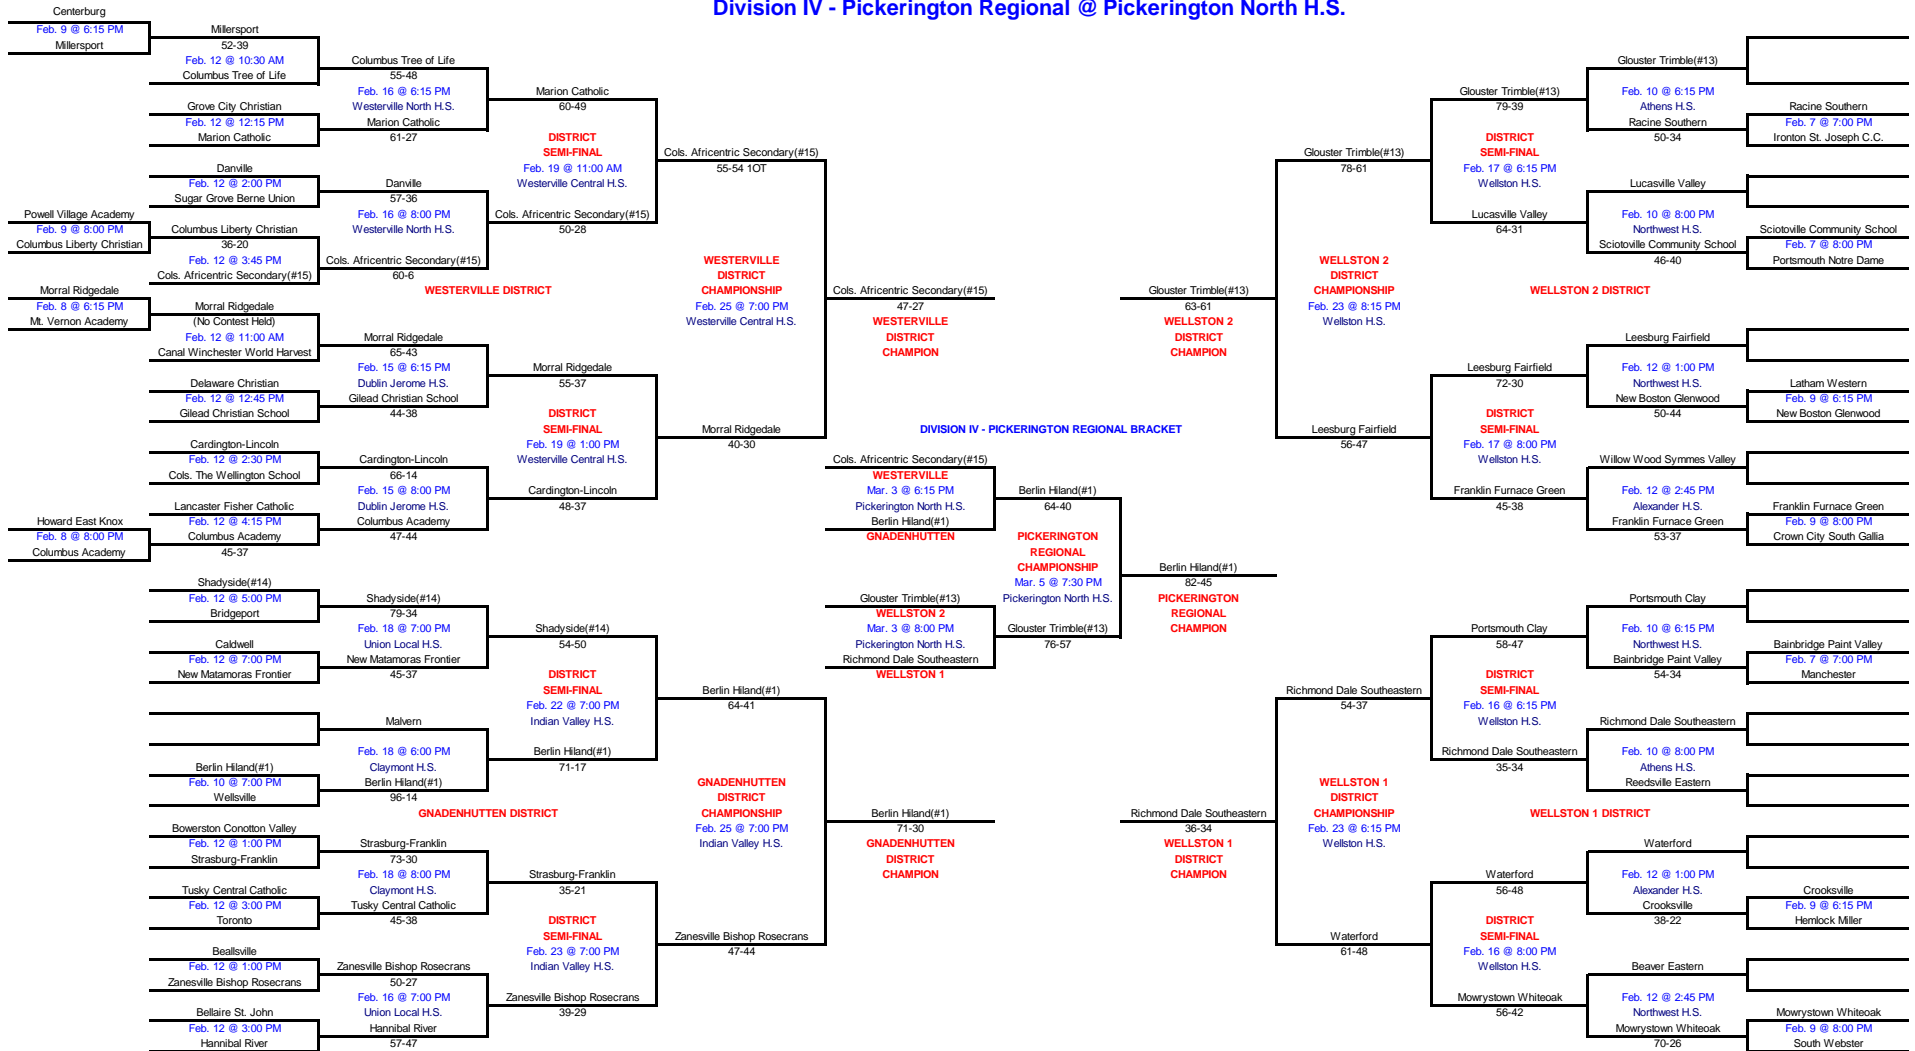 Division IV - Pickerington Regional @ Pickerington North H.S.
Centerburg
Feb. 9 @ 6:15 PM
Millersport
Millersport
52-39
Feb. 12 @ 10:30 AM
Columbus Tree of Life
Columbus Tree of Life
55-48
Feb. 16 @ 6:15 PM
Westerville North H.S.
Grove City Christian
Feb. 12 @ 12:15 PM
Marion Catholic
Marion Catholic
61-27
Marion Catholic
60-49
DISTRICT
SEMI-FINAL
Feb. 19 @ 11:00 AM
Westerville Central H.S.
Danville
Feb. 12 @ 2:00 PM
Sugar Grove Berne Union
Danville
57-36
Feb. 16 @ 8:00 PM
Westerville North H.S.
Powell Village Academy
Feb. 9 @ 8:00 PM
Columbus Liberty Christian
Columbus Liberty Christian
36-20
Feb. 12 @ 3:45 PM
Cols. Africentric Secondary(#15)
Cols. Africentric Secondary(#15)
60-6
Cols. Africentric Secondary(#15)
50-28
Cols. Africentric Secondary(#15)
55-54 1OT
WESTERVILLE DISTRICT
WESTERVILLE
DISTRICT
CHAMPIONSHIP
Feb. 25 @ 7:00 PM
Westerville Central H.S.
Morral Ridgedale
Feb. 8 @ 6:15 PM
Mt. Vernon Academy
Morral Ridgedale
(No Contest Held)
Feb. 12 @ 11:00 AM
Canal Winchester World Harvest
Morral Ridgedale
65-43
Feb. 15 @ 6:15 PM
Dublin Jerome H.S.
Delaware Christian
Feb. 12 @ 12:45 PM
Gilead Christian School
Gilead Christian School
44-38
Morral Ridgedale
55-37
DISTRICT
SEMI-FINAL
Feb. 19 @ 1:00 PM
Westerville Central H.S.
Cardington-Lincoln
Feb. 12 @ 2:30 PM
Cols. The Wellington School
Cardington-Lincoln
66-14
Feb. 15 @ 8:00 PM
Dublin Jerome H.S.
Lancaster Fisher Catholic
Feb. 12 @ 4:15 PM
Howard East Knox
Feb. 8 @ 8:00 PM
Columbus Academy
Columbus Academy
45-37
Columbus Academy
47-44
Cardington-Lincoln
48-37
Morral Ridgedale
40-30
Cols. Africentric Secondary(#15)
47-27
WESTERVILLE
DISTRICT
CHAMPION
Shadyside(#14)
Feb. 12 @ 5:00 PM
Bridgeport
Shadyside(#14)
79-34
Feb. 18 @ 7:00 PM
Union Local H.S.
Caldwell
Feb. 12 @ 7:00 PM
New Matamoras Frontier
New Matamoras Frontier
45-37
Shadyside(#14)
54-50
DISTRICT
SEMI-FINAL
Feb. 22 @ 7:00 PM
Indian Valley H.S.
Malvern
Feb. 18 @ 6:00 PM
Claymont H.S.
Berlin Hiland(#1)
Feb. 10 @ 7:00 PM
Wellsville
Berlin Hiland(#1)
96-14
Berlin Hiland(#1)
71-17
Berlin Hiland(#1)
64-41
GNADENHUTTEN DISTRICT
GNADENHUTTEN
DISTRICT
CHAMPIONSHIP
Feb. 25 @ 7:00 PM
Indian Valley H.S.
Bowerston Conotton Valley
Feb. 12 @ 1:00 PM
Strasburg-Franklin
Strasburg-Franklin
73-30
Feb. 18 @ 8:00 PM
Claymont H.S.
Tusky Central Catholic
Feb. 12 @ 3:00 PM
Toronto
Tusky Central Catholic
45-38
Strasburg-Franklin
35-21
DISTRICT
SEMI-FINAL
Feb. 23 @ 7:00 PM
Indian Valley H.S.
Beallsville
Feb. 12 @ 1:00 PM
Zanesville Bishop Rosecrans
Zanesville Bishop Rosecrans
50-27
Feb. 16 @ 7:00 PM
Union Local H.S.
Bellaire St. John
Feb. 12 @ 3:00 PM
Hannibal River
Hannibal River
57-47
Zanesville Bishop Rosecrans
39-29
Zanesville Bishop Rosecrans
47-44
Berlin Hiland(#1)
71-30
GNADENHUTTEN
DISTRICT
CHAMPION
DIVISION IV - PICKERINGTON REGIONAL BRACKET
Cols. Africentric Secondary(#15)
WESTERVILLE
Mar. 3 @ 6:15 PM
Pickerington North H.S.
Berlin Hiland(#1)
GNADENHUTTEN
Berlin Hiland(#1)
64-40
PICKERINGTON
REGIONAL
CHAMPIONSHIP
Mar. 5 @ 7:30 PM
Pickerington North H.S.
Glouster Trimble(#13)
WELLSTON 2
Mar. 3 @ 8:00 PM
Pickerington North H.S.
Richmond Dale Southeastern
WELLSTON 1
Glouster Trimble(#13)
76-57
Berlin Hiland(#1)
82-45
PICKERINGTON
REGIONAL
CHAMPION
Glouster Trimble(#13)
63-61
WELLSTON 2
DISTRICT
CHAMPION
Glouster Trimble(#13)
78-61
WELLSTON 2
DISTRICT
CHAMPIONSHIP
Feb. 23 @ 8:15 PM
Wellston H.S.
Glouster Trimble(#13)
79-39
DISTRICT
SEMI-FINAL
Feb. 17 @ 6:15 PM
Wellston H.S.
Glouster Trimble(#13)
Feb. 10 @ 6:15 PM
Athens H.S.
Racine Southern
50-34
Racine Southern
Feb. 7 @ 7:00 PM
Ironton St. Joseph C.C.
Lucasville Valley
64-31
Lucasville Valley
Feb. 10 @ 8:00 PM
Northwest H.S.
Sciotoville Community School
46-40
Sciotoville Community School
Feb. 7 @ 8:00 PM
Portsmouth Notre Dame
WELLSTON 2 DISTRICT
Leesburg Fairfield
56-47
Leesburg Fairfield
72-30
DISTRICT
SEMI-FINAL
Feb. 17 @ 8:00 PM
Wellston H.S.
Leesburg Fairfield
Feb. 12 @ 1:00 PM
Northwest H.S.
New Boston Glenwood
50-44
Latham Western
Feb. 9 @ 6:15 PM
New Boston Glenwood
Franklin Furnace Green
45-38
Willow Wood Symmes Valley
Feb. 12 @ 2:45 PM
Alexander H.S.
Franklin Furnace Green
53-37
Franklin Furnace Green
Feb. 9 @ 8:00 PM
Crown City South Gallia
Richmond Dale Southeastern
36-34
WELLSTON 1
DISTRICT
CHAMPION
Richmond Dale Southeastern
54-37
WELLSTON 1
DISTRICT
CHAMPIONSHIP
Feb. 23 @ 6:15 PM
Wellston H.S.
Portsmouth Clay
58-47
DISTRICT
SEMI-FINAL
Feb. 16 @ 6:15 PM
Wellston H.S.
Portsmouth Clay
Feb. 10 @ 6:15 PM
Northwest H.S.
Bainbridge Paint Valley
54-34
Bainbridge Paint Valley
Feb. 7 @ 7:00 PM
Manchester
Richmond Dale Southeastern
35-34
Richmond Dale Southeastern
Feb. 10 @ 8:00 PM
Athens H.S.
Reedsville Eastern
WELLSTON 1 DISTRICT
Waterford
61-48
Waterford
56-48
DISTRICT
SEMI-FINAL
Feb. 16 @ 8:00 PM
Wellston H.S.
Waterford
Feb. 12 @ 1:00 PM
Alexander H.S.
Crooksville
38-22
Crooksville
Feb. 9 @ 6:15 PM
Hemlock Miller
Mowrystown Whiteoak
56-42
Beaver Eastern
Feb. 12 @ 2:45 PM
Northwest H.S.
Mowrystown Whiteoak
70-26
Mowrystown Whiteoak
Feb. 9 @ 8:00 PM
South Webster